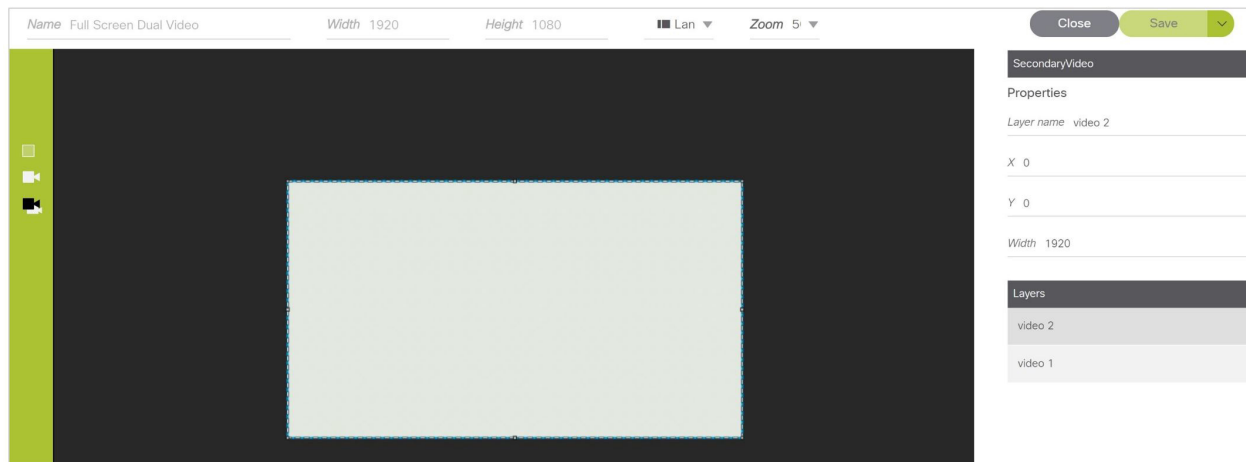 Name Full Screen Dual Video Width 1920 Height 1080 Lan Zoom 5 Close Save
SecondaryVideo
Properties
Layer name video 2
X 0
Y 0
Width 1920
Layers
video 2
video 1